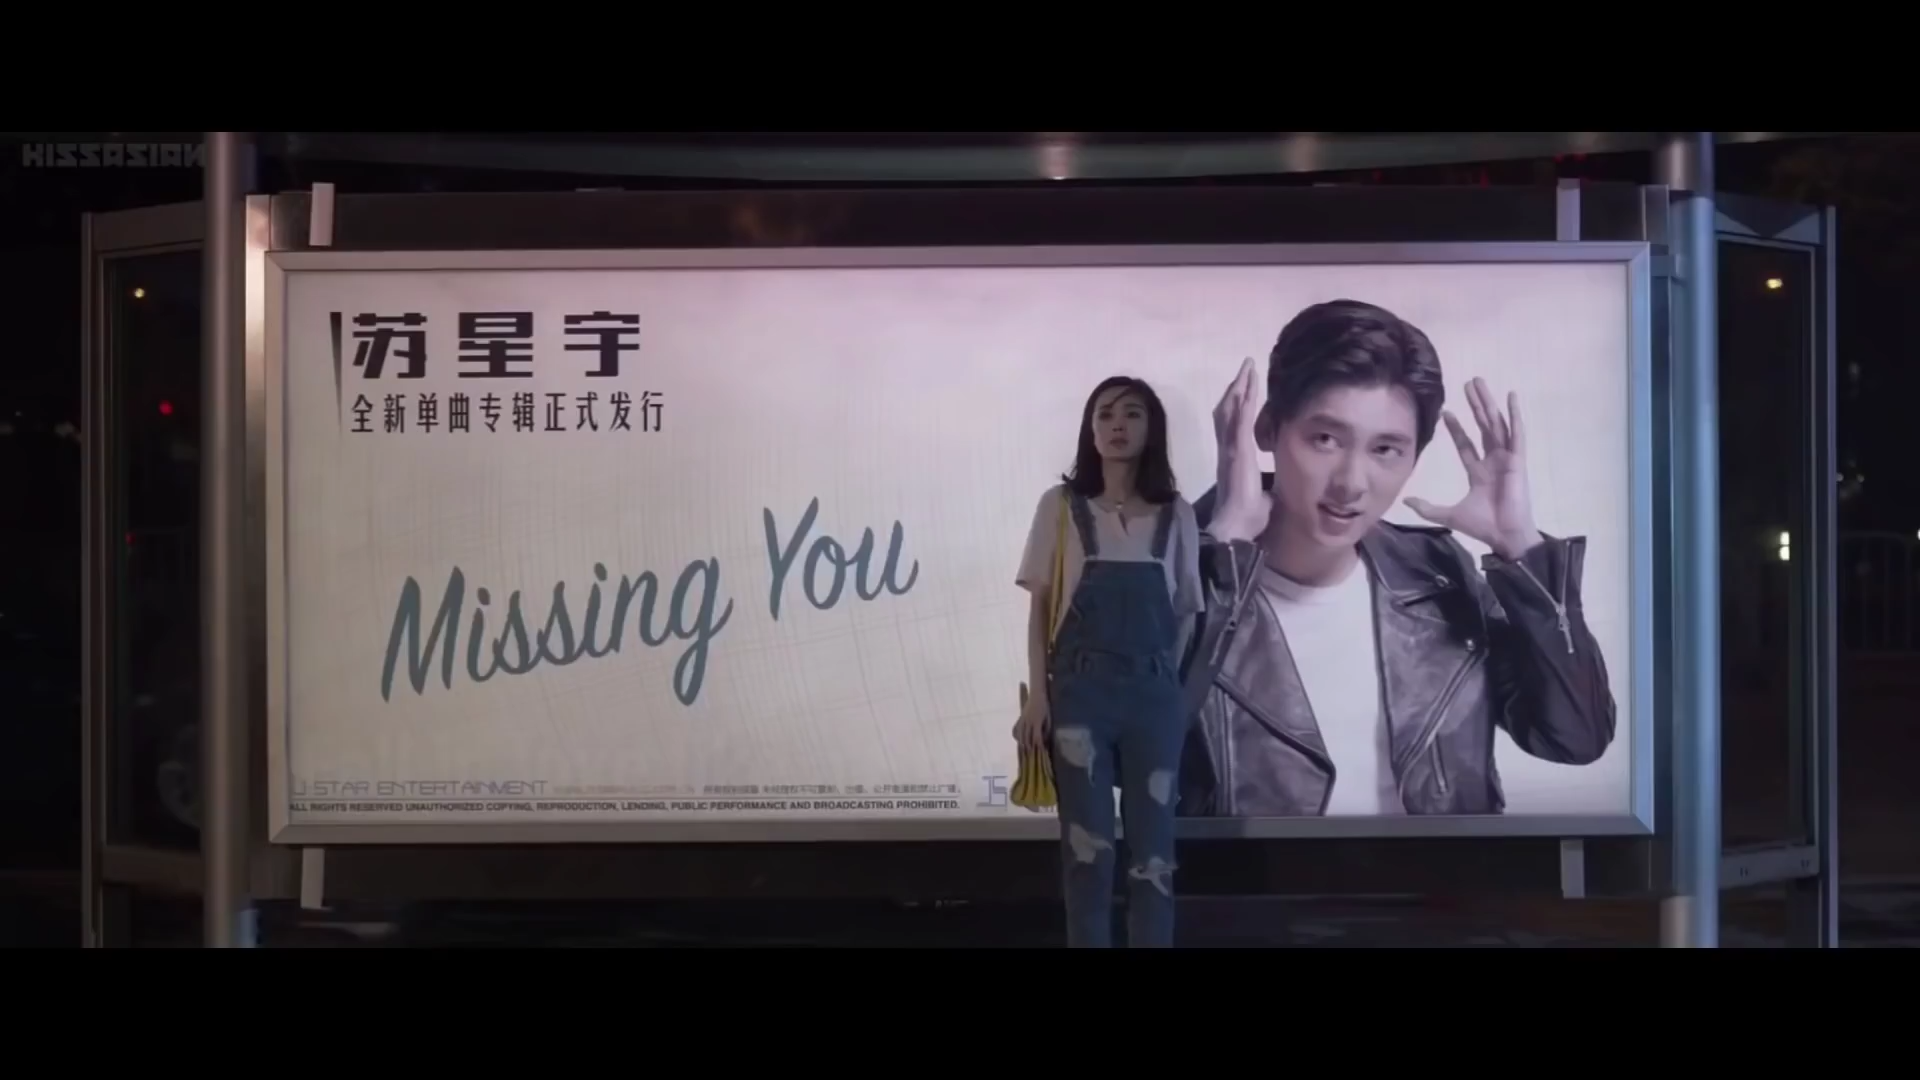 KISSASIAN
苏星宇
全新单曲专辑正式发行
Missing You
U-STAR ENTERTAINMENT
ALL RIGHTS RESERVED UNAUTHORIZED COPYING, REPRODUCTION, LENDING, PUBLIC PERFORMANCE AND BROADCASTING PROHIBITED.